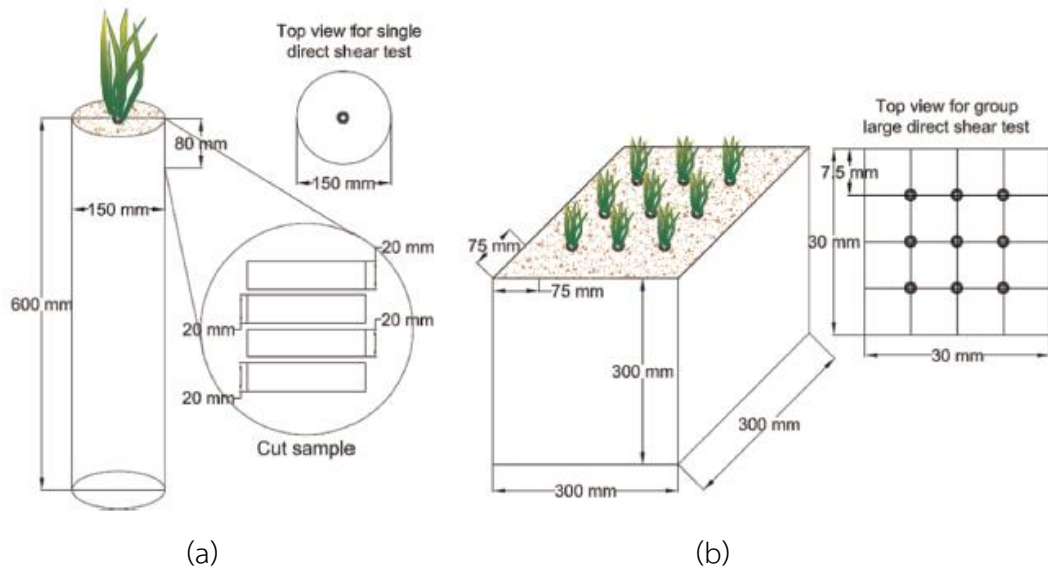 Top view for single
direct shear test
80 mm
150 mm
150 mm
600 mm
20 mm
20 mm
20 mm
20 mm
Cut sample
(a)
Top view for group
large direct shear test
7.5 mm
30 mm
30 mm
75 mm
75 mm
300 mm
300 mm
300 mm
(b)